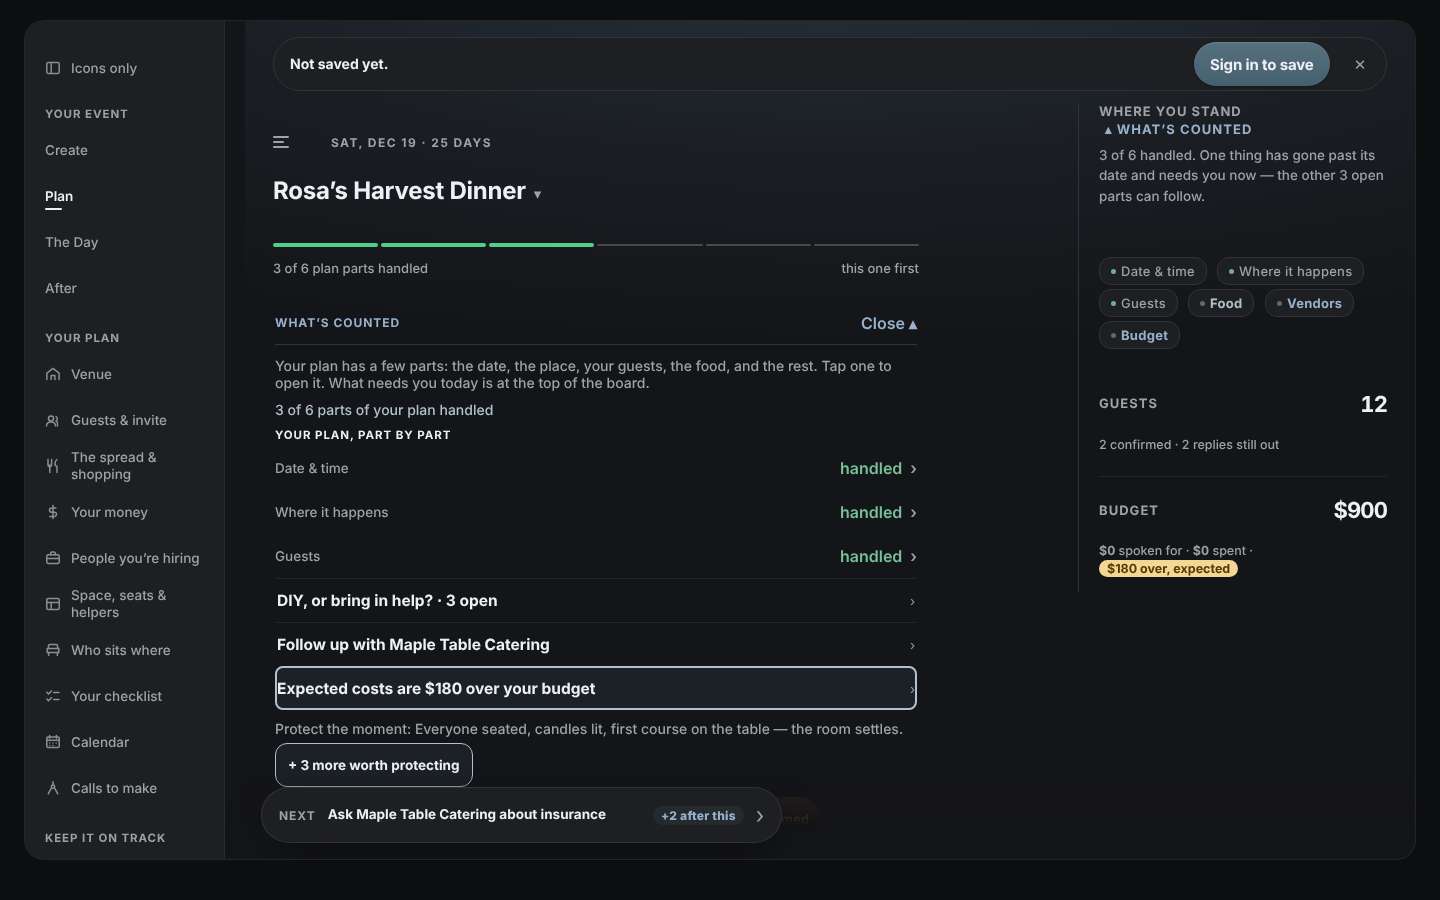 Icons only
YOUR EVENT
Create
Plan
The Day
After
YOUR PLAN
Venue
Guests & invite
The spread &
shopping
Your money
People you’re hiring
Space, seats &
helpers
Who sits where
Your checklist
Calendar
Calls to make
KEEP IT ON TRACK
Not saved yet.
Sign in to save
SAT, DEC 19 · 25 DAYS
Rosa’s Harvest Dinner
3 of 6 plan parts handled
this one first
WHAT’S COUNTED
Close
Your plan has a few parts: the date, the place, your guests, the food, and the rest. Tap one to
open it. What needs you today is at the top of the board.
3 of 6 parts of your plan handled
YOUR PLAN, PART BY PART
Date & time handled
Where it happens handled
Guests handled
DIY, or bring in help? · 3 open
Follow up with Maple Table Catering
Expected costs are $180 over your budget
Protect the moment: Everyone seated, candles lit, first course on the table — the room settles.
+ 3 more worth protecting
NEXT Ask Maple Table Catering about insurance +2 after this
WHERE YOU STAND
WHAT’S COUNTED
3 of 6 handled. One thing has gone past its
date and needs you now — the other 3 open
parts can follow.
Date & time Where it happens
Guests Food Vendors
Budget
GUESTS 12
2 confirmed · 2 replies still out
BUDGET $900
$0 spoken for · $0 spent ·
$180 over, expected